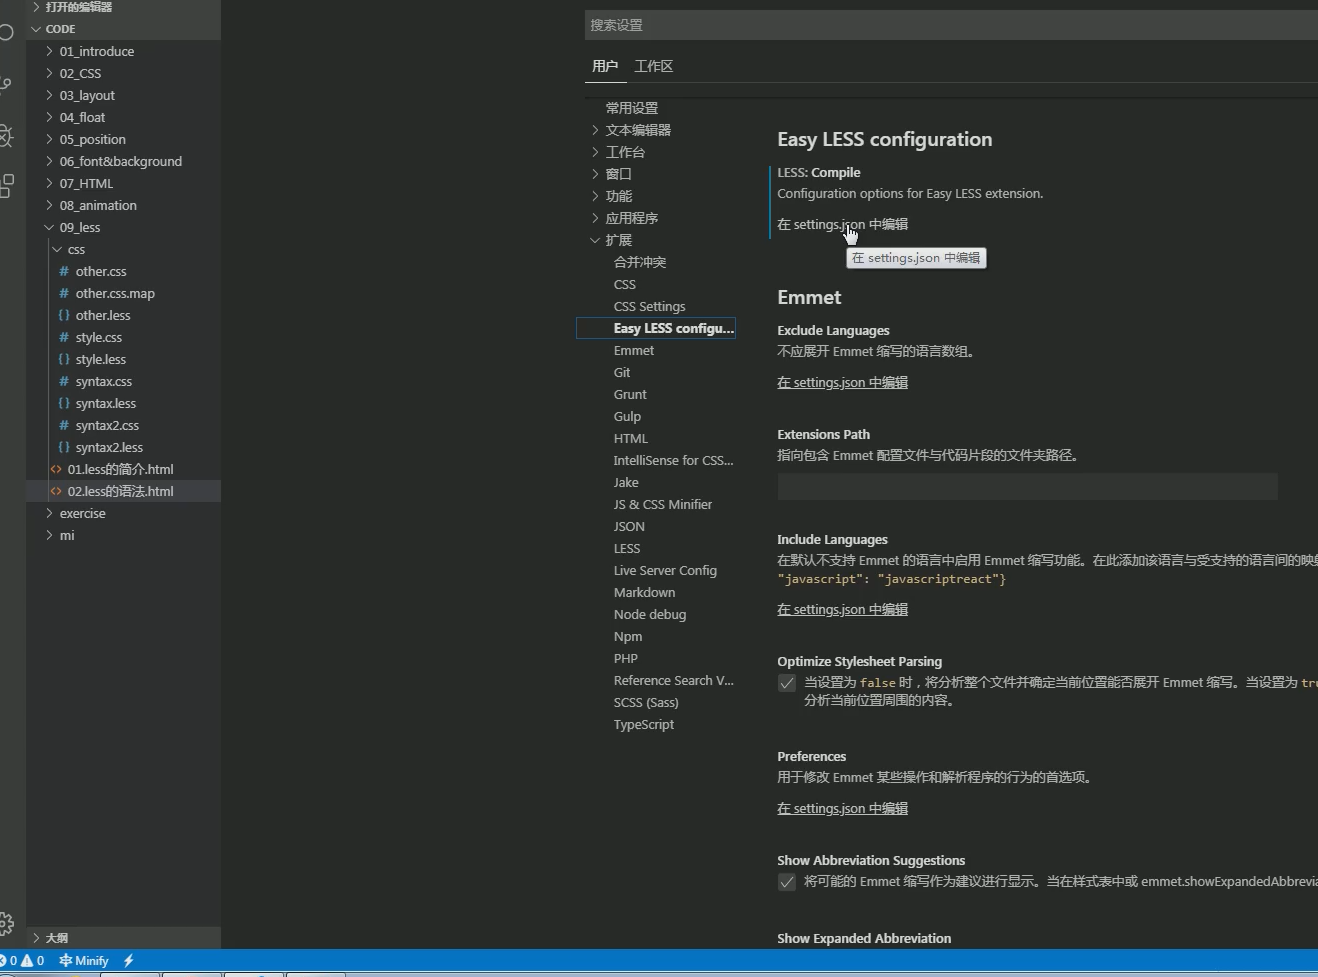 打开的编辑器
CODE
01_introduce
02_CSS
03_layout
04_float
05_position
06_font&background
07_HTML
08_animation
09_less
css
other.css
other.css.map
other.less
style.css
style.less
syntax.css
syntax.less
syntax2.css
syntax2.less
01.less的简介.html
02.less的语法.html
exercise
mi
大纲
搜索设置
用户 工作区
常用设置
文本编辑器
工作台
窗口
功能
应用程序
扩展
合并冲突
CSS
CSS Settings
Easy LESS configu...
Emmet
Git
Grunt
Gulp
HTML
IntelliSense for CSS...
Jake
JS & CSS Minifier
JSON
LESS
Live Server Config
Markdown
Node debug
Npm
PHP
Reference Search V...
SCSS (Sass)
TypeScript
Easy LESS configuration
LESS: Compile
Configuration options for Easy LESS extension.
在 settings.json 中编辑
在 settings.json 中编辑
Emmet
Exclude Languages
不应展开 Emmet 缩写的语言数组。
在 settings.json 中编辑
Extensions Path
指向包含 Emmet 配置文件与代码片段的文件夹路径。
Include Languages
在默认不支持 Emmet 的语言中启用 Emmet 缩写功能。在此添加该语言与受支持的语言间的映
"javascript": "javascriptreact"}
在 settings.json 中编辑
Optimize Stylesheet Parsing
当设置为 false 时，将分析整个文件并确定当前位置能否展开 Emmet 缩写。当设置为 tru
分析当前位置周围的内容。
Preferences
用于修改 Emmet 某些操作和解析程序的行为的首选项。
在 settings.json 中编辑
Show Abbreviation Suggestions
将可能的 Emmet 缩写作为建议进行显示。当在样式表中或 emmet.showExpandedAbbrevia
Show Expanded Abbreviation
0 0 Minify